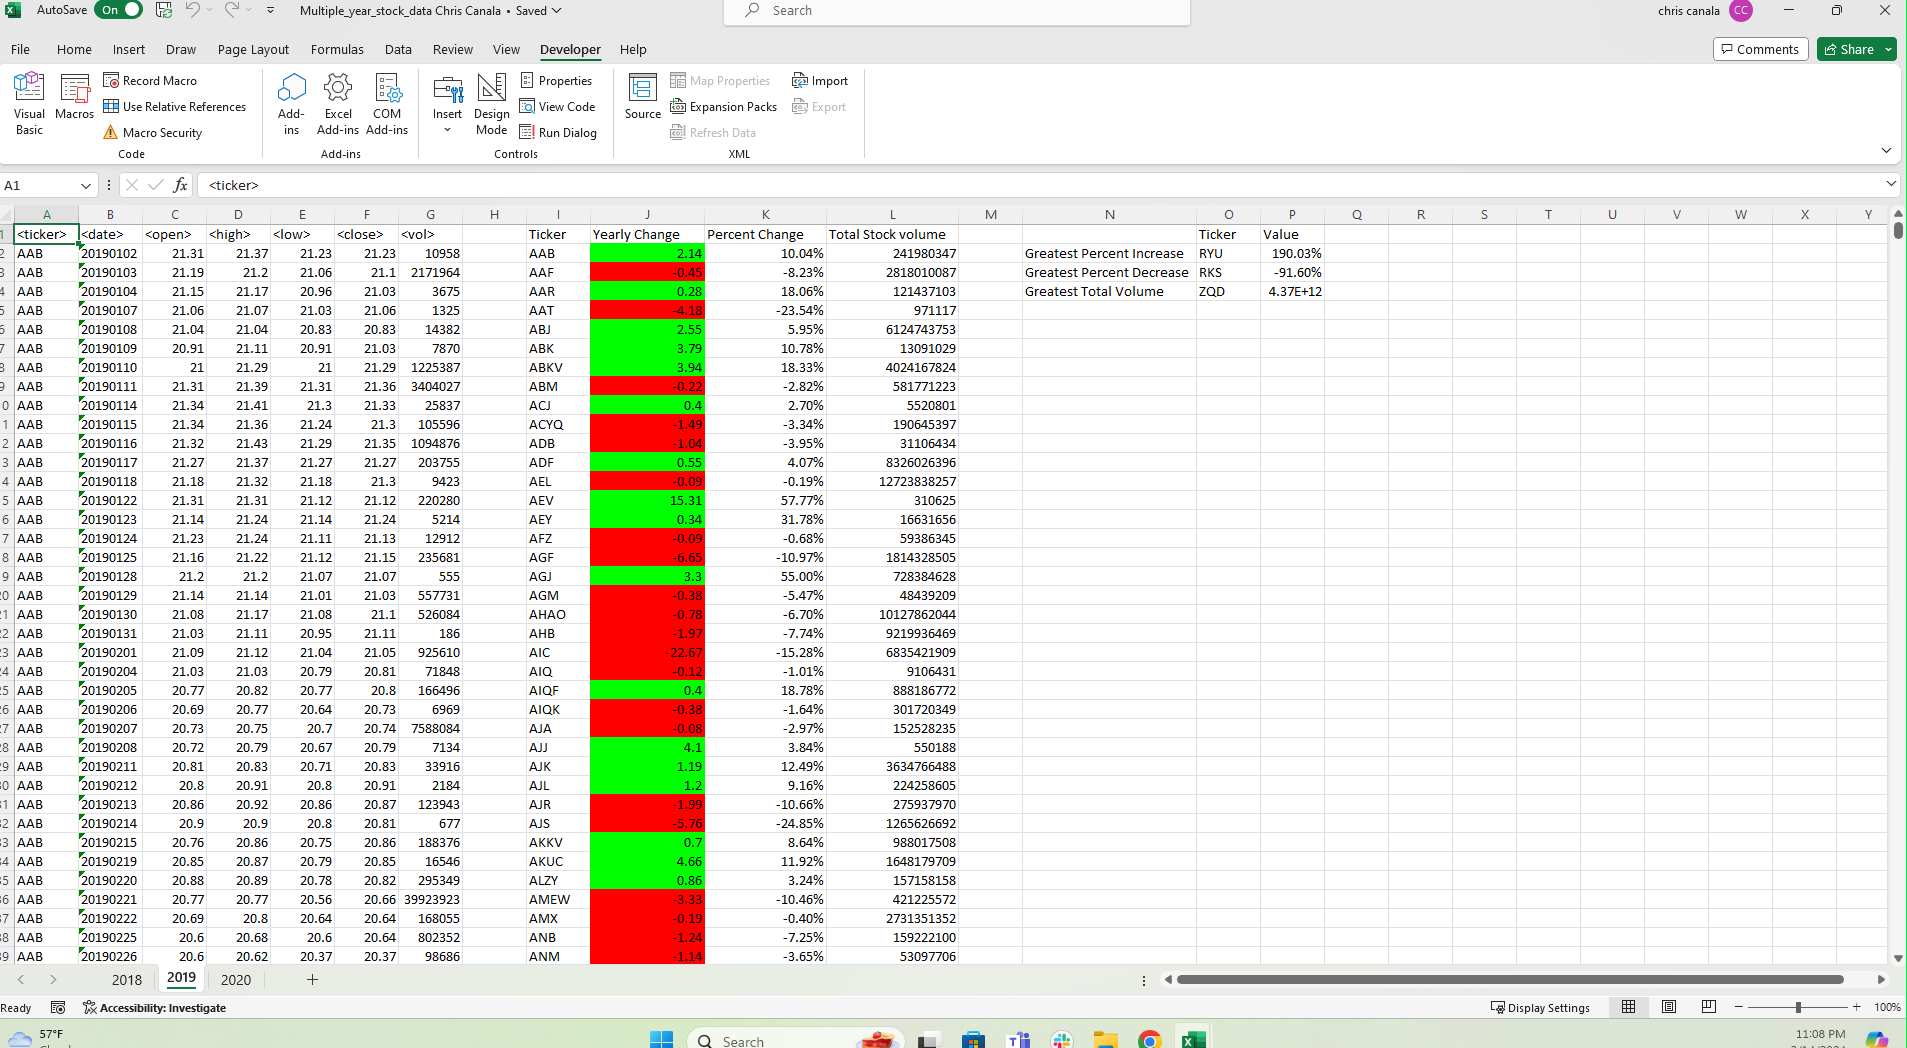 AutoSave On Multiple_year_stock_data Chris Canala • Saved Search chris canala CC
File Home Insert Draw Page Layout Formulas Data Review View Developer Help Comments Share
Visual Basic
Macros
Record Macro
Use Relative References
Macro Security
Code
Add-ins
Excel Add-ins
COM Add-ins
Add-ins
Insert
Design Mode
Properties
View Code
Run Dialog
Controls
Source
Map Properties
Expansion Packs
Refresh Data
Import
Export
XML
A1 fx <ticker>
A B C D E F G H I J K L M N O P Q R S T U V W X Y
1 <ticker> <date> <open> <high> <low> <close> <vol> Ticker Yearly Change Percent Change Total Stock volume Ticker Value
2 AAB 20190102 21.31 21.37 21.23 21.23 10958 AAB 2.14 10.04% 241980347 Greatest Percent Increase RYU 190.03%
3 AAB 20190103 21.19 21.2 21.06 21.1 2171964 AAF -0.45 -8.23% 2818010087 Greatest Percent Decrease RKS -91.60%
4 AAB 20190104 21.15 21.17 20.96 21.03 3675 AAR 0.28 18.06% 121437103 Greatest Total Volume ZQD 4.37E+12
5 AAB 20190107 21.06 21.07 21.03 21.06 1325 AAT -4.18 -23.54% 971117
6 AAB 20190108 21.04 21.04 20.83 20.83 14382 ABJ 2.55 5.95% 6124743753
7 AAB 20190109 20.91 21.11 20.91 21.03 7870 ABK 3.79 10.78% 13091029
8 AAB 20190110 21 21.29 21 21.29 1225387 ABKV 3.94 18.33% 4024167824
9 AAB 20190111 21.31 21.39 21.31 21.36 3404027 ABM -0.22 -2.82% 581771223
0 AAB 20190114 21.34 21.41 21.3 21.33 25837 ACJ 0.4 2.70% 5520801
1 AAB 20190115 21.34 21.36 21.24 21.3 105596 ACYQ -1.49 -3.34% 190645397
2 AAB 20190116 21.32 21.43 21.29 21.35 1094876 ADB -1.04 -3.95% 31106434
3 AAB 20190117 21.27 21.37 21.27 21.27 203755 ADF 0.55 4.07% 8326026396
4 AAB 20190118 21.18 21.32 21.18 21.3 9423 AEL -0.09 -0.19% 12723838257
5 AAB 20190122 21.31 21.31 21.12 21.12 220280 AEV 15.31 57.77% 310625
6 AAB 20190123 21.14 21.24 21.14 21.24 5214 AEY 0.34 31.78% 16631656
7 AAB 20190124 21.23 21.24 21.11 21.13 12912 AFZ -0.09 -0.68% 59386345
8 AAB 20190125 21.16 21.22 21.12 21.15 235681 AGF -6.65 -10.97% 1814328505
9 AAB 20190128 21.2 21.2 21.07 21.07 555 AGJ 3.3 55.00% 728384628
20 AAB 20190129 21.14 21.14 21.01 21.03 557731 AGM -0.38 -5.47% 48439209
21 AAB 20190130 21.08 21.17 21.08 21.1 526084 AHAO -0.78 -6.70% 10127862044
22 AAB 20190131 21.03 21.11 20.95 21.11 186 AHB -1.97 -7.74% 9219936469
23 AAB 20190201 21.09 21.12 21.04 21.05 925610 AIC -22.67 -15.28% 6835421909
24 AAB 20190204 21.03 21.03 20.79 20.81 71848 AIQ -0.12 -1.01% 9106431
25 AAB 20190205 20.77 20.82 20.77 20.8 166496 AIQF 0.4 18.78% 888186772
26 AAB 20190206 20.69 20.77 20.64 20.73 6969 AIQK -0.38 -1.64% 301720349
27 AAB 20190207 20.73 20.75 20.7 20.74 7588084 AJA -0.08 -2.97% 152528235
28 AAB 20190208 20.72 20.79 20.67 20.79 7134 AJJ 4.1 3.84% 550188
29 AAB 20190211 20.81 20.83 20.71 20.83 33916 AJK 1.19 12.49% 3634766488
30 AAB 20190212 20.8 20.91 20.8 20.91 2184 AJL 1.2 9.16% 224258605
31 AAB 20190213 20.86 20.92 20.86 20.87 123943 AJR -1.99 -10.66% 275937970
32 AAB 20190214 20.9 20.9 20.8 20.81 677 AJS -5.76 -24.85% 1265626692
33 AAB 20190215 20.76 20.86 20.75 20.86 188376 AKKV 0.7 8.64% 988017508
34 AAB 20190219 20.85 20.87 20.79 20.85 16546 AKUC 4.66 11.92% 1648179709
35 AAB 20190220 20.88 20.89 20.78 20.82 295349 ALZY 0.86 3.24% 157158158
36 AAB 20190221 20.77 20.77 20.56 20.66 39923923 AMEW -3.33 -10.46% 421225572
37 AAB 20190222 20.69 20.8 20.64 20.64 168055 AMX -0.19 -0.40% 2731351352
38 AAB 20190225 20.6 20.68 20.6 20.64 802352 ANB -1.24 -7.25% 159222100
39 AAB 20190226 20.6 20.62 20.37 20.37 98686 ANM -1.14 -3.65% 53097706
2018 2019 2020 +
Ready Accessibility: Investigate Display Settings 100%
57°F Search 11:08 PM